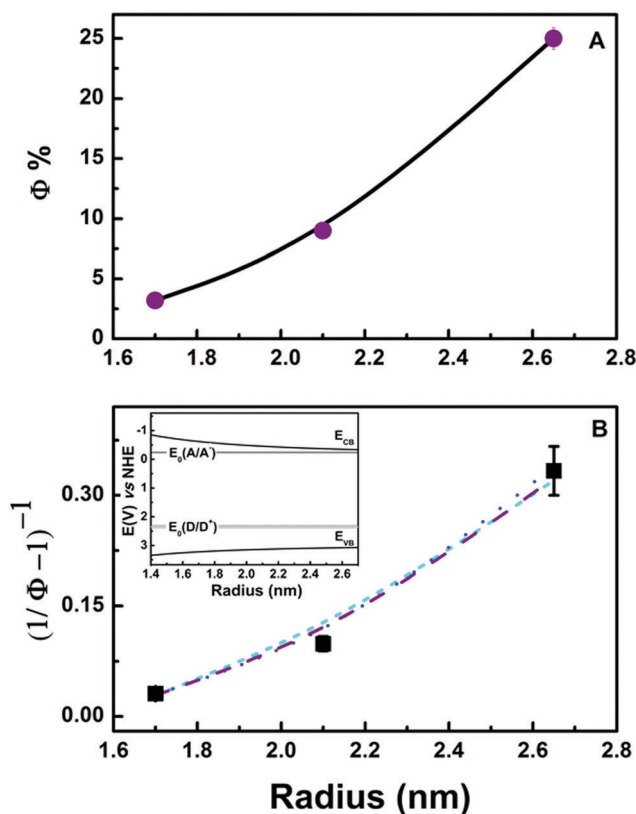 A
Φ %
25
20
15
10
5
0
1.6 1.8 2.0 2.2 2.4 2.6 2.8
B
(1/Φ−1)⁻¹
0.30
0.15
0.00
E(V) vs NHE
-1
0
1
2
3
E_CB
E₀(A/A⁻)
E₀(D/D⁺)
E_VB
1.4 1.6 1.8 2.0 2.2 2.4 2.6
Radius (nm)
1.6 1.8 2.0 2.2 2.4 2.6 2.8
Radius (nm)